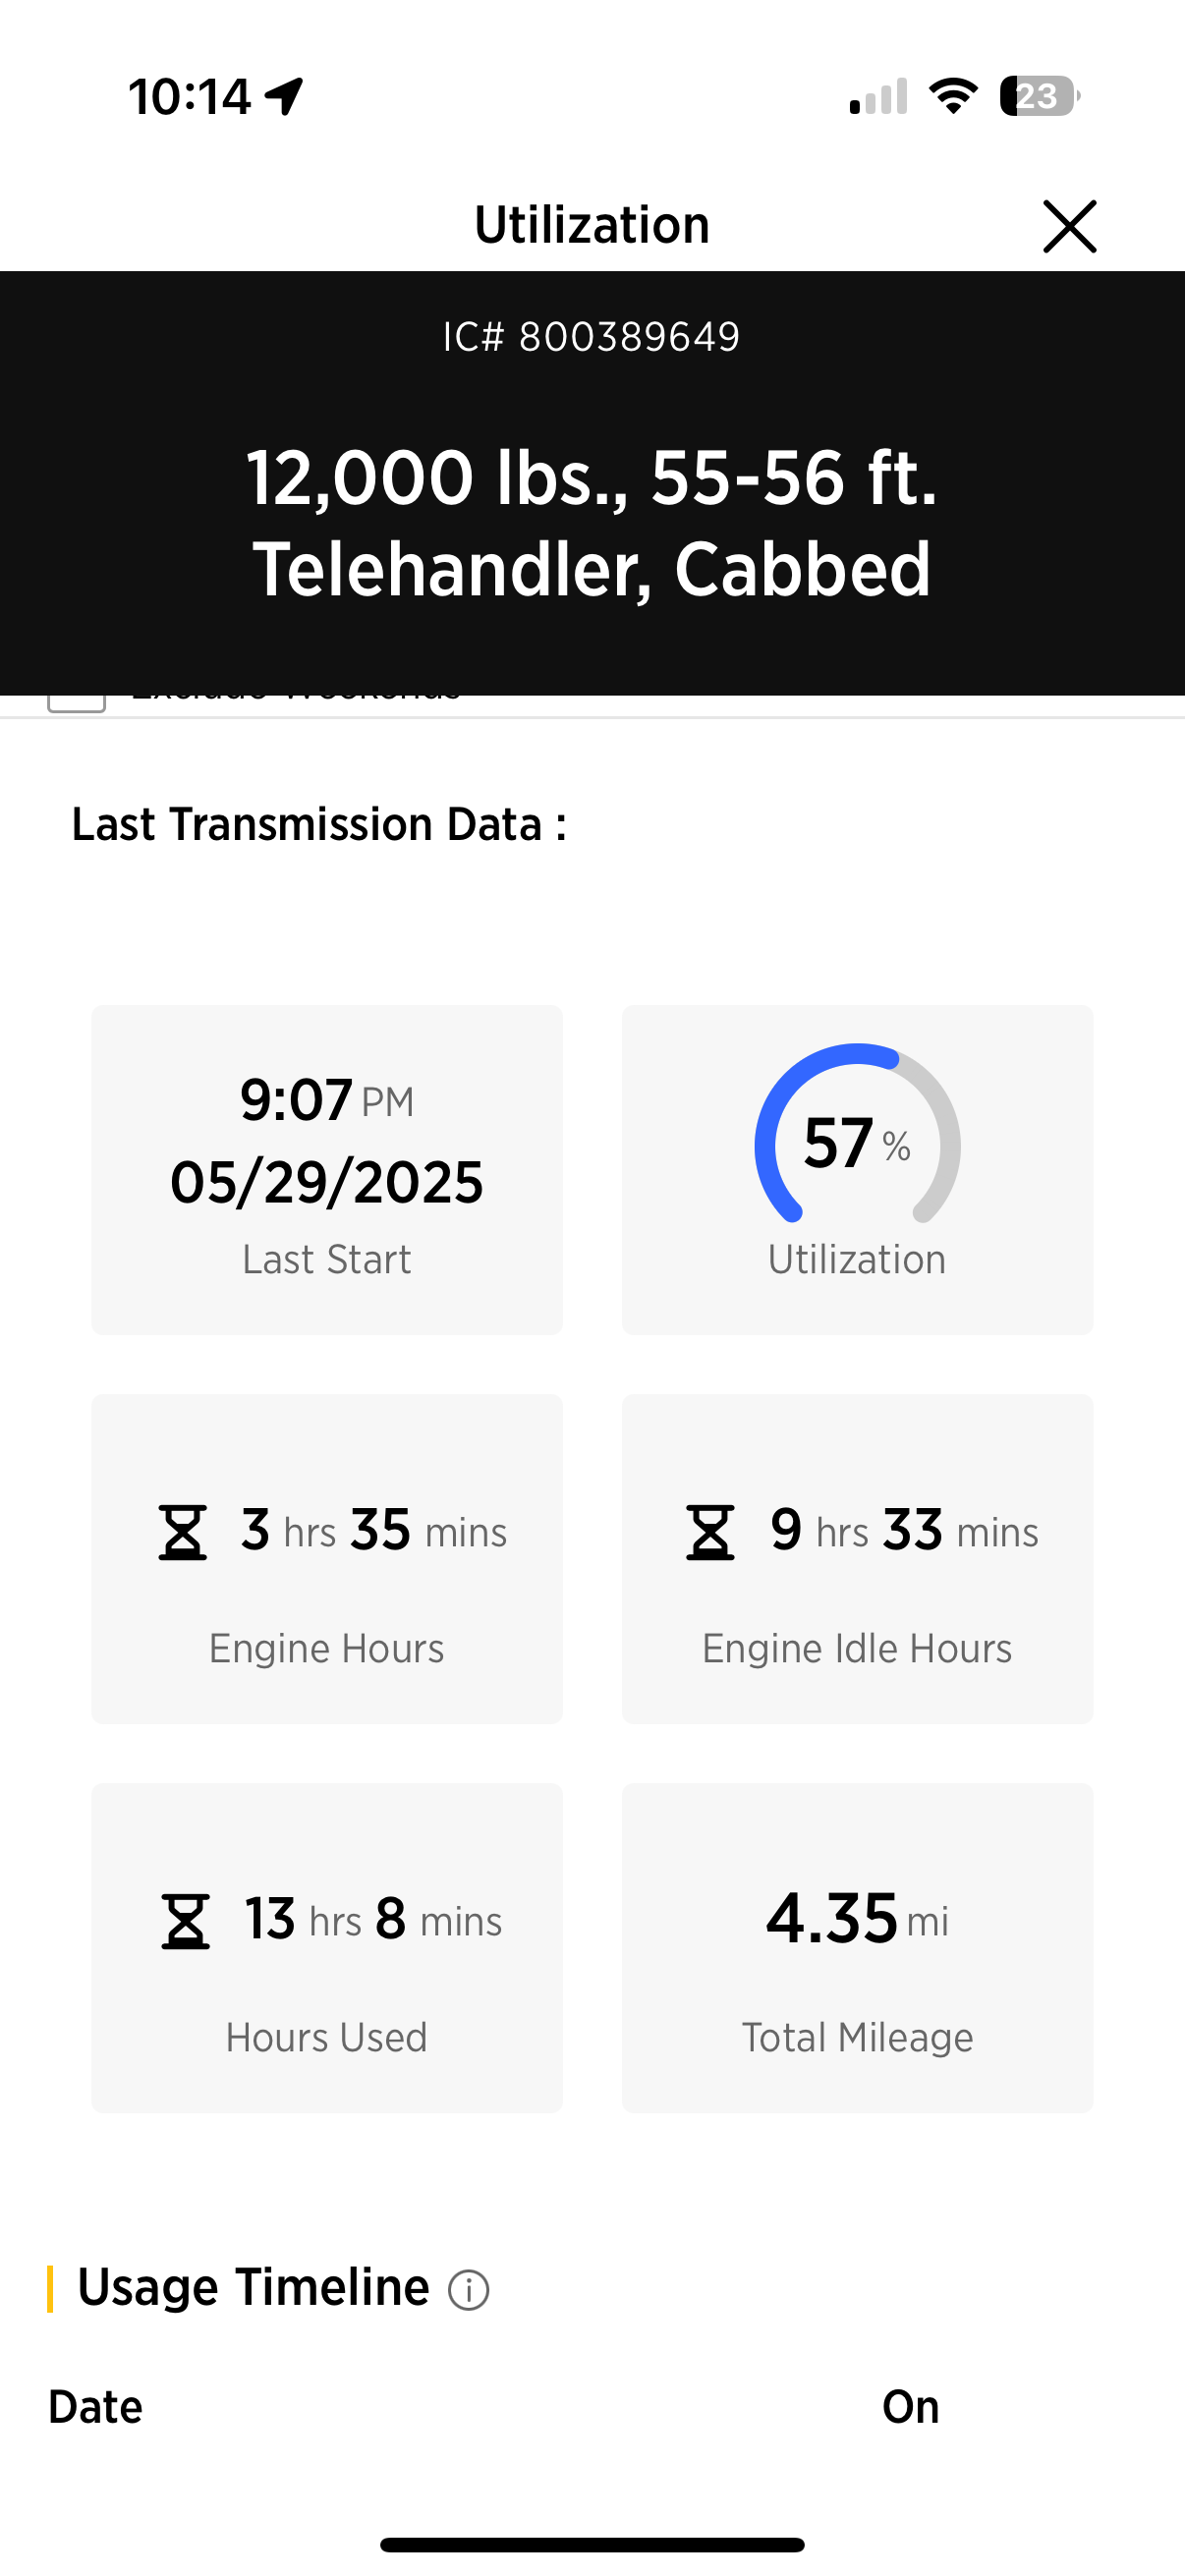 10:14
23
Utilization
IC# 800389649
12,000 lbs., 55-56 ft.
Telehandler, Cabbed
Exclude Weekends
Last Transmission Data :
9:07 PM
05/29/2025
Last Start
57 %
Utilization
3 hrs 35 mins
Engine Hours
9 hrs 33 mins
Engine Idle Hours
13 hrs 8 mins
Hours Used
4.35 mi
Total Mileage
Usage Timeline
Date On